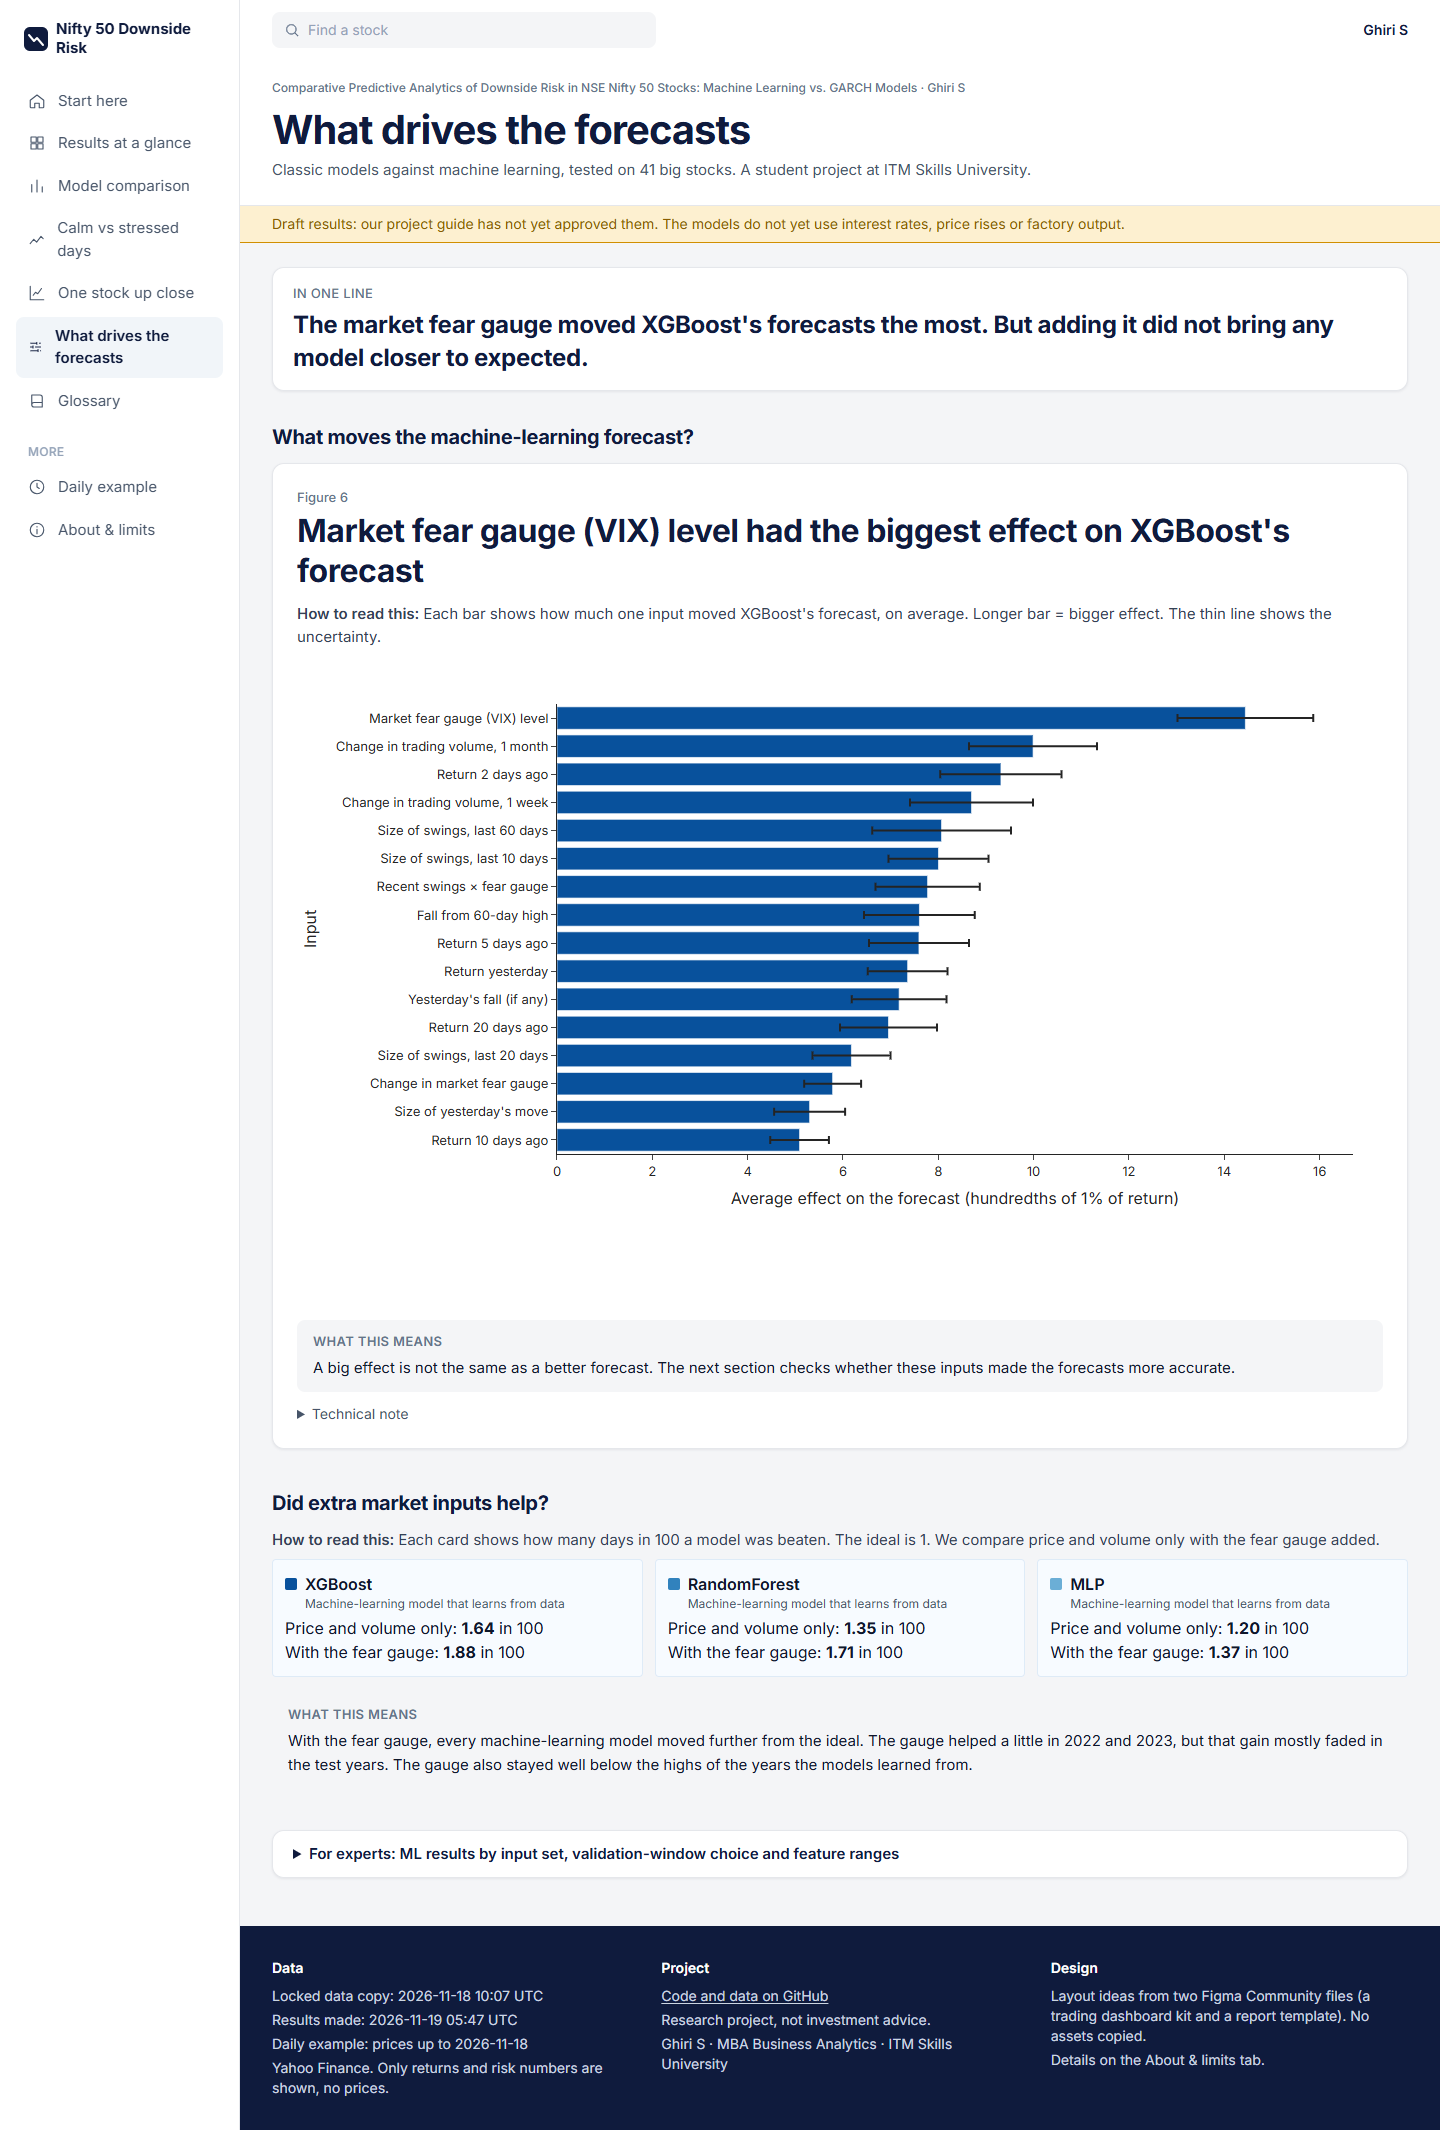 Nifty 50 Downside
Risk
Start here
Results at a glance
Model comparison
Calm vs stressed
days
One stock up close
What drives the
forecasts
Glossary
MORE
Daily example
About & limits
Find a stock
Ghiri S
Comparative Predictive Analytics of Downside Risk in NSE Nifty 50 Stocks: Machine Learning vs. GARCH Models · Ghiri S
What drives the forecasts
Classic models against machine learning, tested on 41 big stocks. A student project at ITM Skills University.
Draft results: our project guide has not yet approved them. The models do not yet use interest rates, price rises or factory output.
IN ONE LINE
The market fear gauge moved XGBoost's forecasts the most. But adding it did not bring any
model closer to expected.
What moves the machine-learning forecast?
Figure 6
Market fear gauge (VIX) level had the biggest effect on XGBoost's
forecast
How to read this: Each bar shows how much one input moved XGBoost's forecast, on average. Longer bar = bigger effect. The thin line shows the
uncertainty.
Input
Market fear gauge (VIX) level
Change in trading volume, 1 month
Return 2 days ago
Change in trading volume, 1 week
Size of swings, last 60 days
Size of swings, last 10 days
Recent swings × fear gauge
Fall from 60-day high
Return 5 days ago
Return yesterday
Yesterday's fall (if any)
Return 20 days ago
Size of swings, last 20 days
Change in market fear gauge
Size of yesterday's move
Return 10 days ago
0 2 4 6 8 10 12 14 16
Average effect on the forecast (hundredths of 1% of return)
WHAT THIS MEANS
A big effect is not the same as a better forecast. The next section checks whether these inputs made the forecasts more accurate.
Technical note
Did extra market inputs help?
How to read this: Each card shows how many days in 100 a model was beaten. The ideal is 1. We compare price and volume only with the fear gauge added.
XGBoost
Machine-learning model that learns from data
Price and volume only: 1.64 in 100
With the fear gauge: 1.88 in 100
RandomForest
Machine-learning model that learns from data
Price and volume only: 1.35 in 100
With the fear gauge: 1.71 in 100
MLP
Machine-learning model that learns from data
Price and volume only: 1.20 in 100
With the fear gauge: 1.37 in 100
WHAT THIS MEANS
With the fear gauge, every machine-learning model moved further from the ideal. The gauge helped a little in 2022 and 2023, but that gain mostly faded in
the test years. The gauge also stayed well below the highs of the years the models learned from.
For experts: ML results by input set, validation-window choice and feature ranges
Data
Locked data copy: 2026-11-18 10:07 UTC
Results made: 2026-11-19 05:47 UTC
Daily example: prices up to 2026-11-18
Yahoo Finance. Only returns and risk numbers are
shown, no prices.
Project
Code and data on GitHub
Research project, not investment advice.
Ghiri S · MBA Business Analytics · ITM Skills
University
Design
Layout ideas from two Figma Community files (a
trading dashboard kit and a report template). No
assets copied.
Details on the About & limits tab.